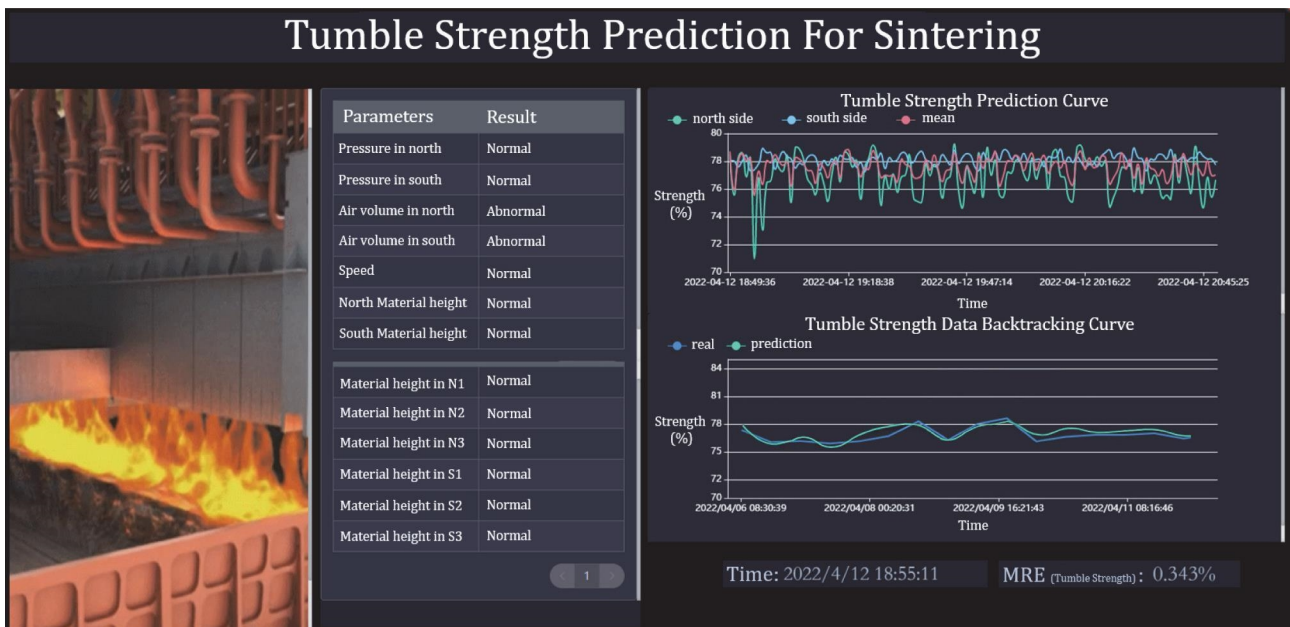 Tumble Strength Prediction For Sintering
Parameters Result
Pressure in north Normal
Pressure in south Normal
Air volume in north Abnormal
Air volume in south Abnormal
Speed Normal
North Material height Normal
South Material height Normal
Material height in N1 Normal
Material height in N2 Normal
Material height in N3 Normal
Material height in S1 Normal
Material height in S2 Normal
Material height in S3 Normal
< 1 >
Tumble Strength Prediction Curve
north side south side mean
80
78
76
Strength
(%)
74
72
70
2022-04-12 18:49:36 2022-04-12 19:18:38 2022-04-12 19:47:14 2022-04-12 20:16:22 2022-04-12 20:45:25
Time
Tumble Strength Data Backtracking Curve
real prediction
84
81
Strength 78
(%)
75
72
70
2022/04/06 08:30:39 2022/04/08 00:20:31 2022/04/09 16:21:43 2022/04/11 08:16:46
Time
Time: 2022/4/12 18:55:11 MRE (Tumble Strength) : 0.343%